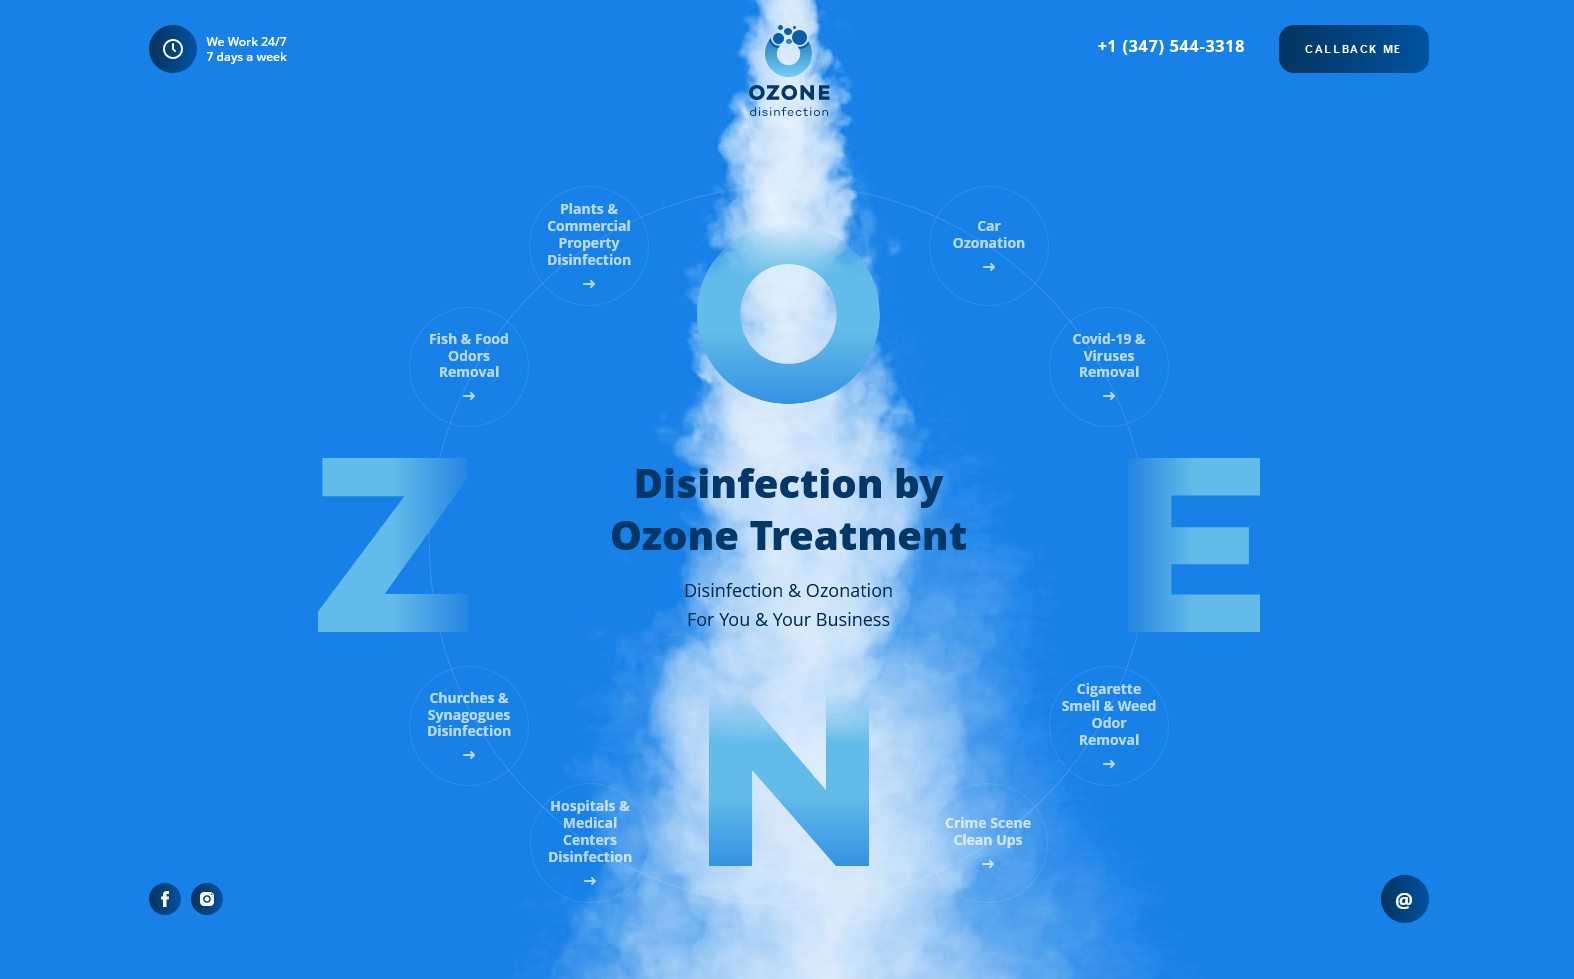 We Work 24/7
7 days a week
OZONE
disinfection
+1 (347) 544-3318
CALLBACK ME
Plants &
Commercial
Property
Disinfection
→
Car
Ozonation
→
Fish & Food
Odors
Removal
→
Covid-19 &
Viruses
Removal
→
O
Z
Disinfection by
Ozone Treatment
Disinfection & Ozonation
For You & Your Business
E
N
Churches &
Synagogues
Disinfection
→
Cigarette
Smell & Weed
Odor
Removal
→
Hospitals &
Medical
Centers
Disinfection
→
Crime Scene
Clean Ups
→
f
@